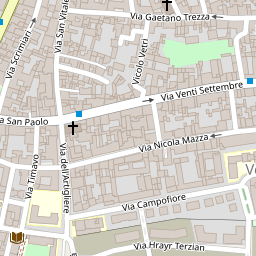 Via Gaetano Trezza
Via Scrimiari
Via San Vitale
Vicolo Vetri
Via Venti Settembre
a San Paolo
Via Nicola Mazza
Via Timavo
Via dell'Artigliere
Via Campofiore
Via Hrayr Terzian